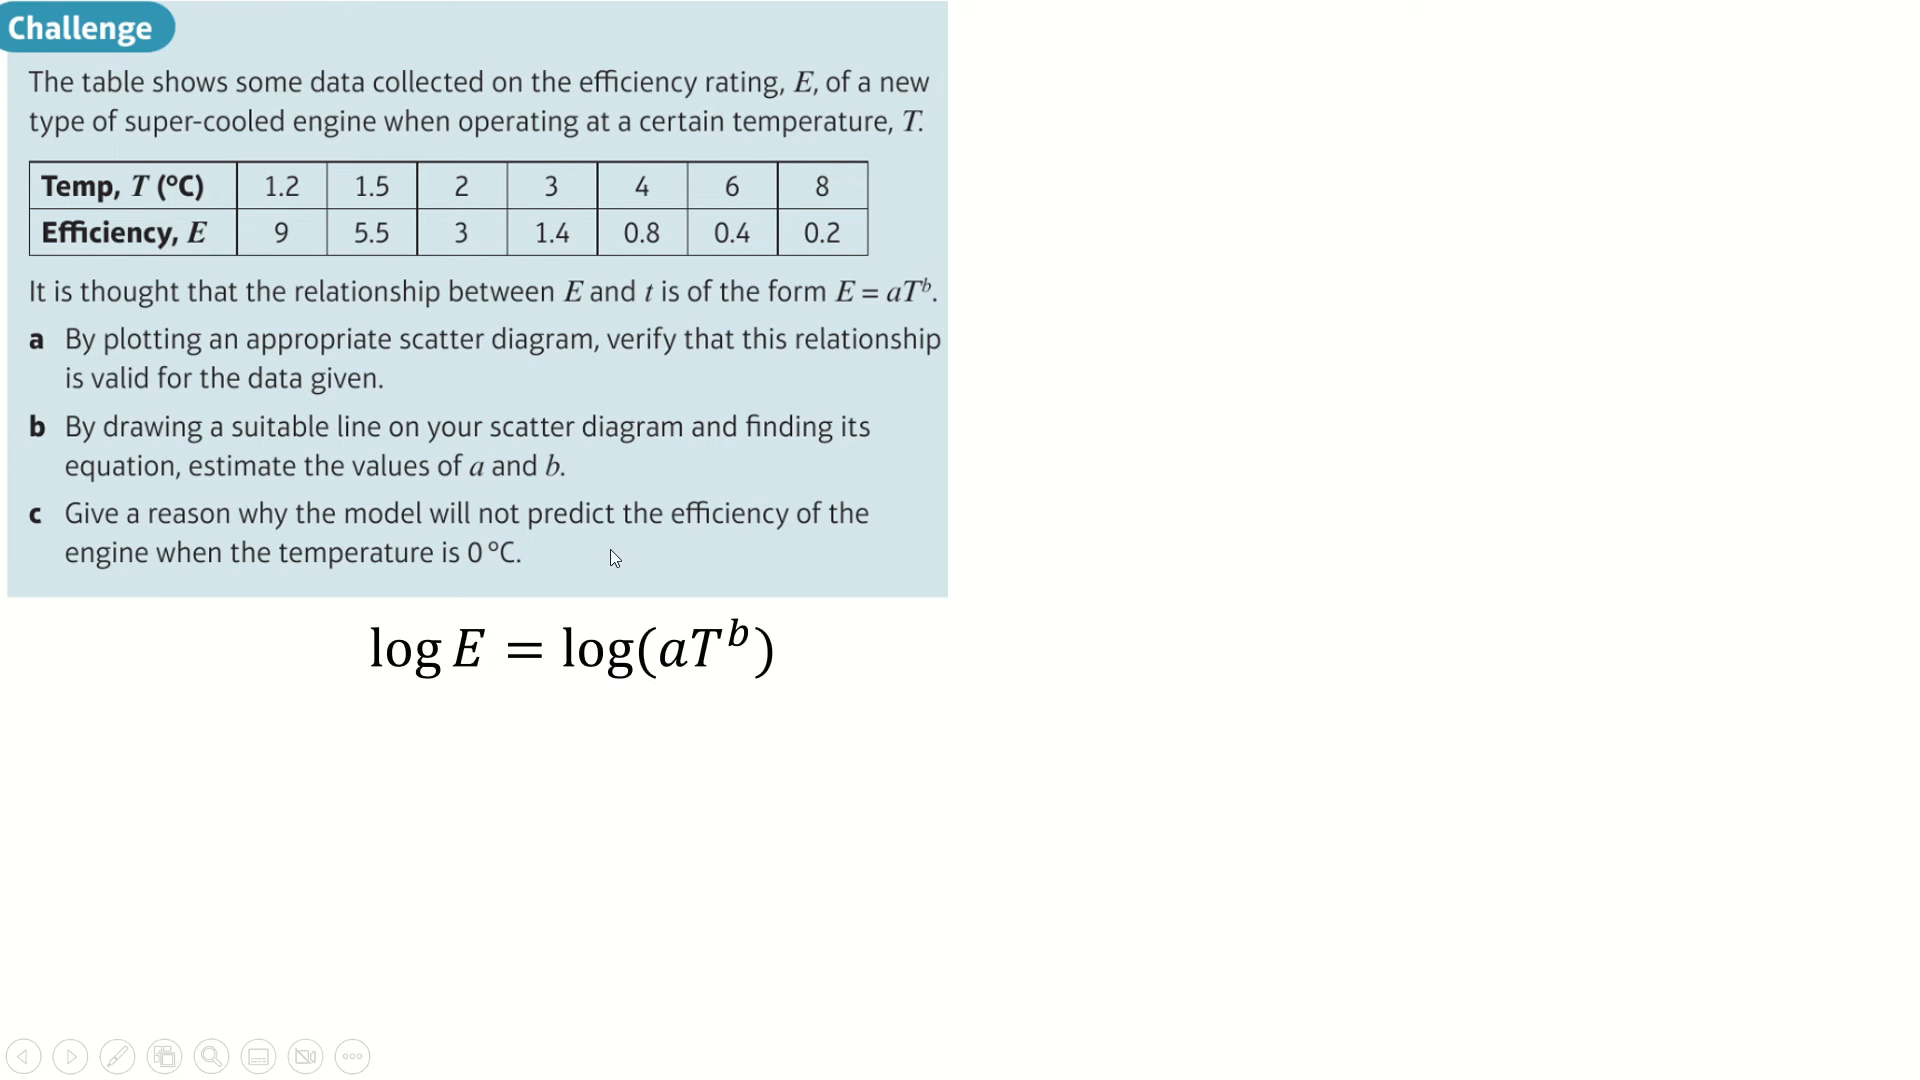 Challenge
The table shows some data collected on the efficiency rating, E, of a new
type of super-cooled engine when operating at a certain temperature, T.
Temp, T (°C) 1.2 1.5 2 3 4 6 8
Efficiency, E 9 5.5 3 1.4 0.8 0.4 0.2
It is thought that the relationship between E and t is of the form E = aT^b.
a By plotting an appropriate scatter diagram, verify that this relationship
is valid for the data given.
b By drawing a suitable line on your scatter diagram and finding its
equation, estimate the values of a and b.
c Give a reason why the model will not predict the efficiency of the
engine when the temperature is 0 °C.
log E = log(aT^b)